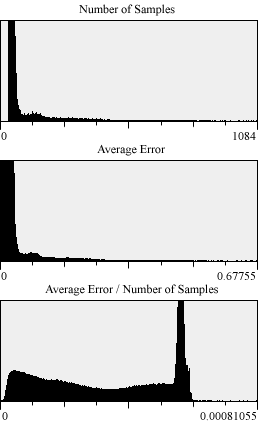 Number of Samples
0 1084
Average Error
0 0.67755
Average Error / Number of Samples
0 0.00081055